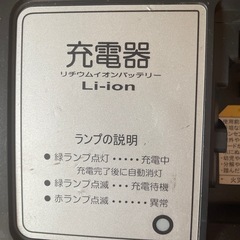 充電器
リチウムイオンバッテリー
Li-ion
ランプの説明
●緑ランプ点灯・・・・・充電中
充電完了後に自動消灯
●緑ランプ点滅・・・充電待機
●赤ランプ点滅・・・・・・異常